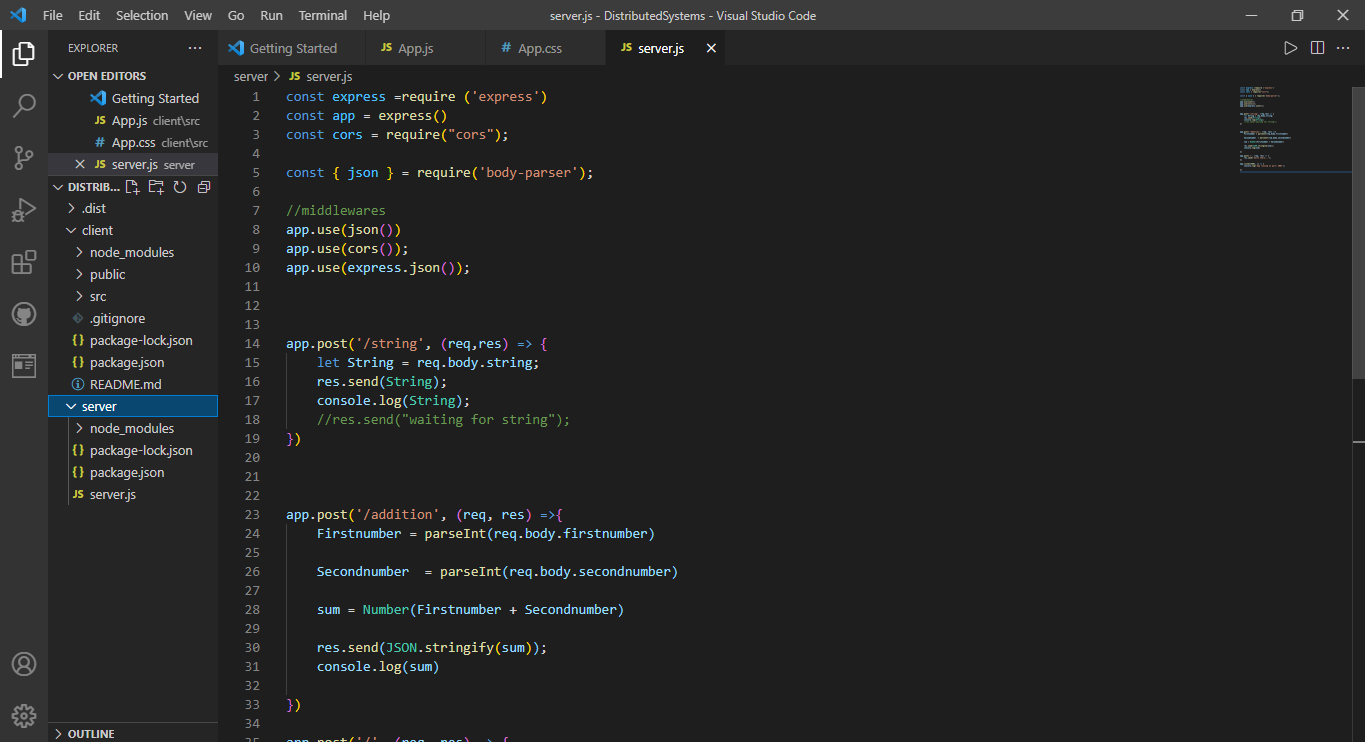 File Edit Selection View Go Run Terminal Help
server.js - DistributedSystems - Visual Studio Code
EXPLORER
OPEN EDITORS
Getting Started
JS App.js client\src
# App.css client\src
JS server.js server
DISTRIB...
.dist
client
node_modules
public
src
.gitignore
{} package-lock.json
{} package.json
README.md
server
node_modules
{} package-lock.json
{} package.json
JS server.js
OUTLINE
Getting Started JS App.js # App.css JS server.js
server > JS server.js
1 const express =require ('express')
2 const app = express()
3 const cors = require("cors");
4
5 const { json } = require('body-parser');
6
7 //middlewares
8 app.use(json())
9 app.use(cors());
10 app.use(express.json());
11
12
13
14 app.post('/string', (req,res) => {
15 let String = req.body.string;
16 res.send(String);
17 console.log(String);
18 //res.send("waiting for string");
19 })
20
21
22
23 app.post('/addition', (req, res) =>{
24 Firstnumber = parseInt(req.body.firstnumber)
25
26 Secondnumber  = parseInt(req.body.secondnumber)
27
28 sum = Number(Firstnumber + Secondnumber)
29
30 res.send(JSON.stringify(sum));
31 console.log(sum)
32
33 })
34
35 app.post('/', (req, res) => {